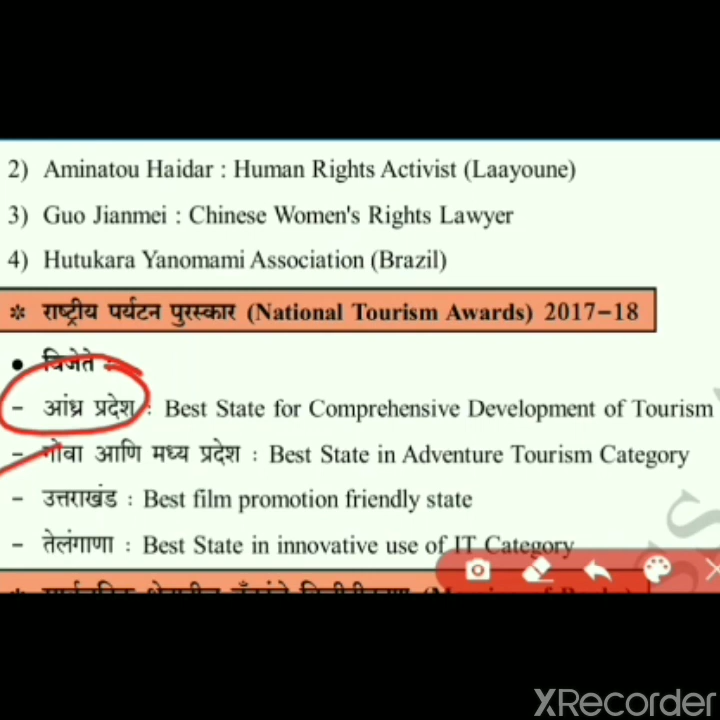 2) Aminatou Haidar : Human Rights Activist (Laayoune)
3) Guo Jianmei : Chinese Women's Rights Lawyer
4) Hutukara Yanomami Association (Brazil)
* राष्ट्रीय पर्यटन पुरस्कार (National Tourism Awards) 2017-18
• विजेते :
- आंध्र प्रदेश : Best State for Comprehensive Development of Tourism
- गोवा आणि मध्य प्रदेश : Best State in Adventure Tourism Category
- उत्तराखंड : Best film promotion friendly state
- तेलंगाणा : Best State in innovative use of IT Category
XRecorder